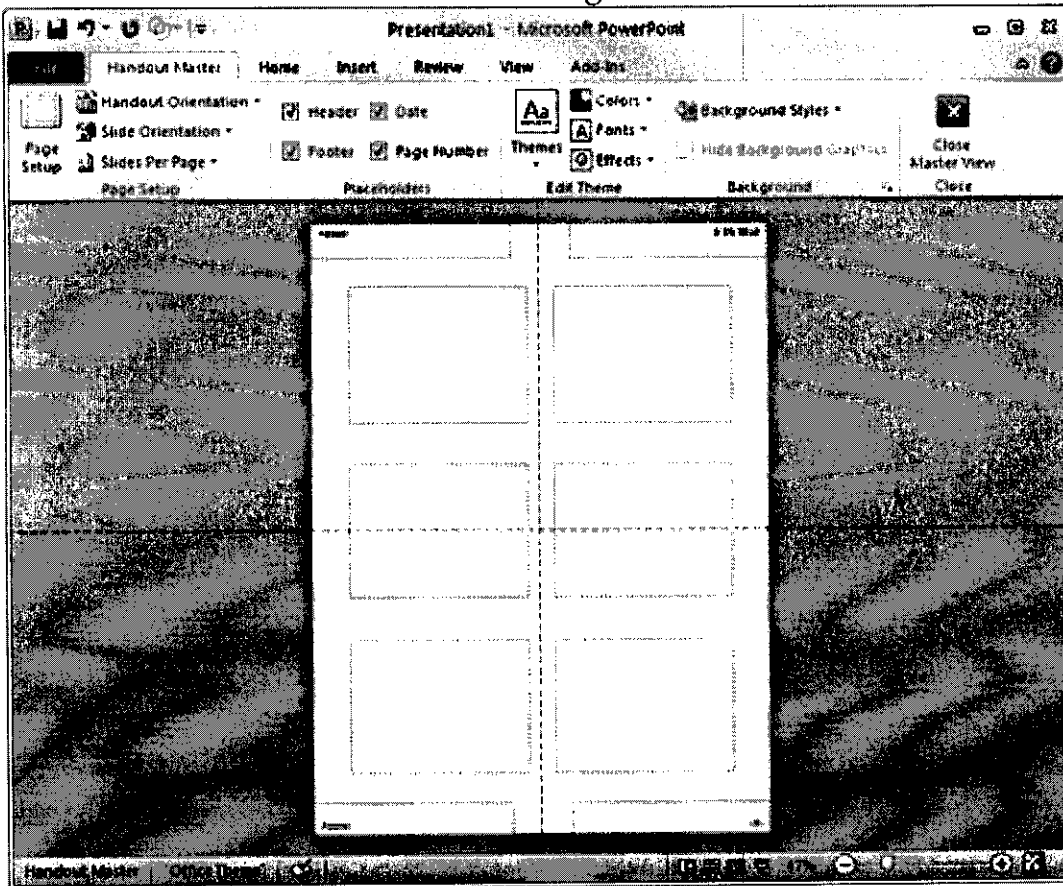 Presentation1 - Microsoft PowerPoint
File Handout Master Home Insert Review View Add-Ins
Handout Orientation
Slide Orientation
Slides Per Page
Page Setup
Page Setup
Header Date
Footer Page Number
Placeholders
Aa
Themes
Colors
Fonts
Effects
Edit Theme
Background Styles
Hide Background Graphics
Background
Close Master View
Close
Handout Master Office Theme 47%